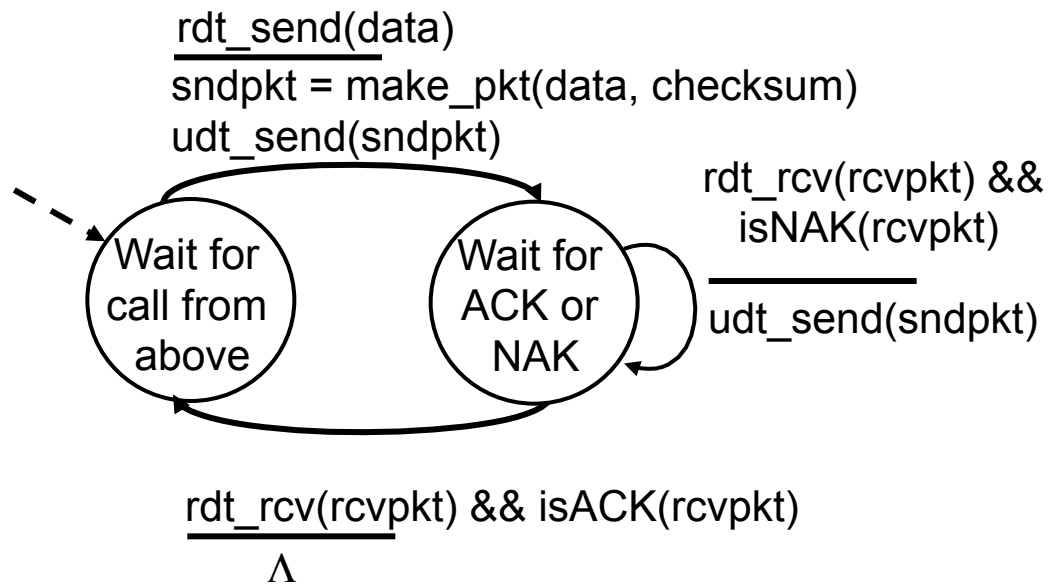 rdt_send(data)
sndpkt = make_pkt(data, checksum)
udt_send(sndpkt)
rdt_rcv(rcvpkt) &&
isNAK(rcvpkt)
udt_send(sndpkt)
Wait for
call from
above
Wait for
ACK or
NAK
rdt_rcv(rcvpkt) && isACK(rcvpkt)
Λ